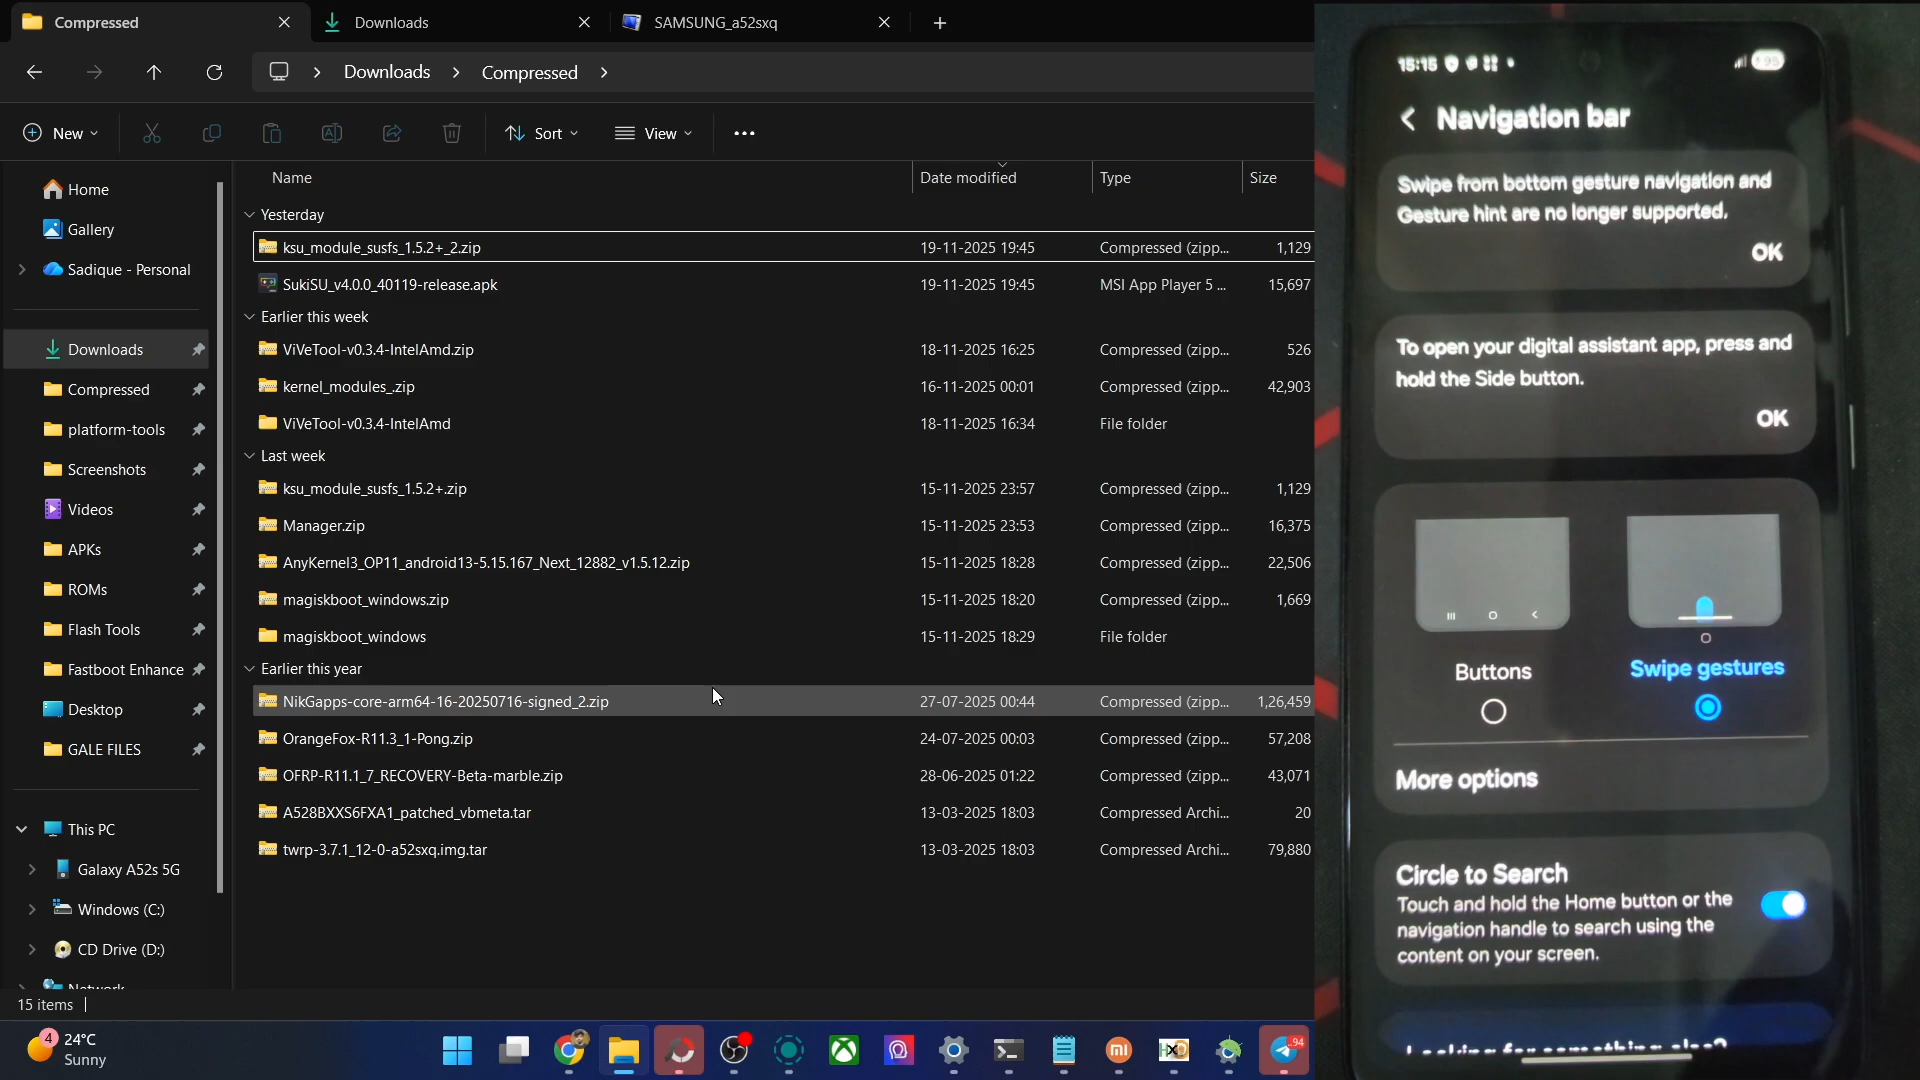 Compressed
Downloads
SAMSUNG_a52sxq
Downloads
Compressed
New
Sort
View
Name
Date modified
Type
Size
Home
Gallery
Sadique - Personal
Downloads
Compressed
platform-tools
Screenshots
Videos
APKs
ROMs
Flash Tools
Fastboot Enhance
Desktop
GALE FILES
This PC
Galaxy A52s 5G
Windows (C:)
CD Drive (D:)
Network
Yesterday
ksu_module_susfs_1.5.2+_2.zip 19-11-2025 19:45 Compressed (zipp... 1,129
SukiSU_v4.0.0_40119-release.apk 19-11-2025 19:45 MSI App Player 5 ... 15,697
Earlier this week
ViVeTool-v0.3.4-IntelAmd.zip 18-11-2025 16:25 Compressed (zipp... 526
kernel_modules_.zip 16-11-2025 00:01 Compressed (zipp... 42,903
ViVeTool-v0.3.4-IntelAmd 18-11-2025 16:34 File folder
Last week
ksu_module_susfs_1.5.2+.zip 15-11-2025 23:57 Compressed (zipp... 1,129
Manager.zip 15-11-2025 23:53 Compressed (zipp... 16,375
AnyKernel3_OP11_android13-5.15.167_Next_12882_v1.5.12.zip 15-11-2025 18:28 Compressed (zipp... 22,506
magiskboot_windows.zip 15-11-2025 18:20 Compressed (zipp... 1,669
magiskboot_windows 15-11-2025 18:29 File folder
Earlier this year
NikGapps-core-arm64-16-20250716-signed_2.zip 27-07-2025 00:44 Compressed (zipp... 1,26,459
OrangeFox-R11.3_1-Pong.zip 24-07-2025 00:03 Compressed (zipp... 57,208
OFRP-R11.1_7_RECOVERY-Beta-marble.zip 28-06-2025 01:22 Compressed (zipp... 43,071
A528BXXS6FXA1_patched_vbmeta.tar 13-03-2025 18:03 Compressed Archi... 20
twrp-3.7.1_12-0-a52sxq.img.tar 13-03-2025 18:03 Compressed Archi... 79,880
15 items
4
24°C
Sunny
94
15:15
Navigation bar
Swipe from bottom gesture navigation and
Gesture hint are no longer supported.
OK
To open your digital assistant app, press and
hold the Side button.
OK
Buttons
Swipe gestures
More options
Circle to Search
Touch and hold the Home button or the
navigation handle to search using the
content on your screen.
Looking for something else?